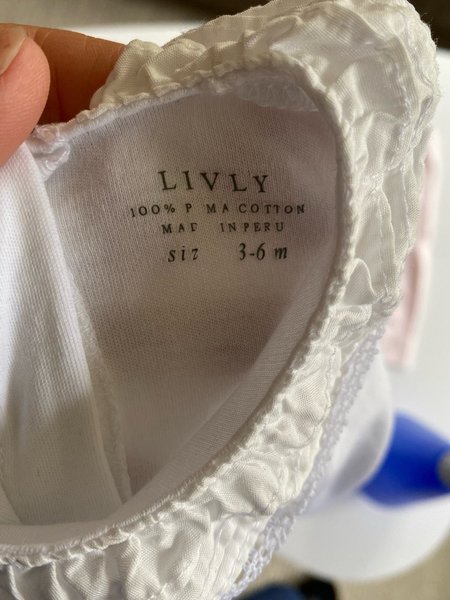 LIVLY
100% P MA COTTON
MAD IN PERU
siz 3-6 m